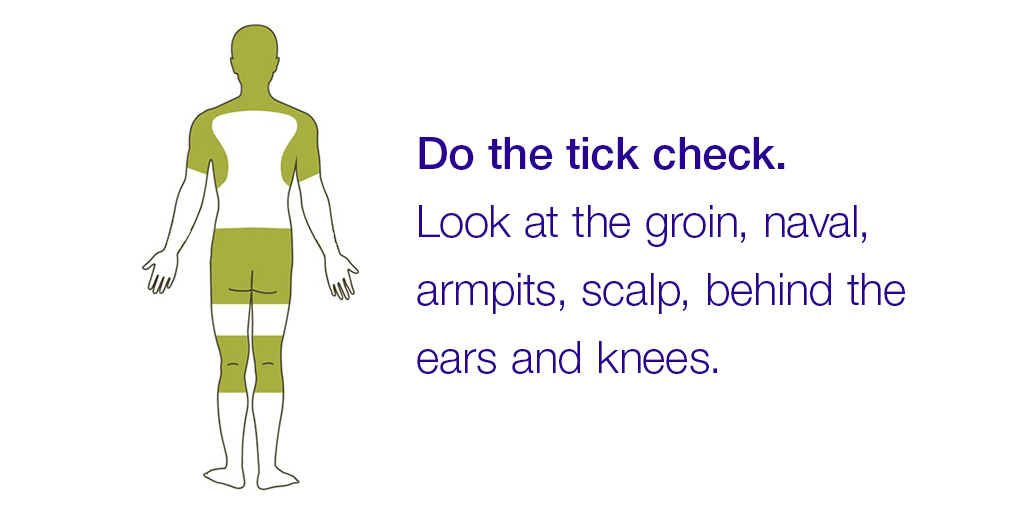 Do the tick check.
Look at the groin, naval,
armpits, scalp, behind the
ears and knees.